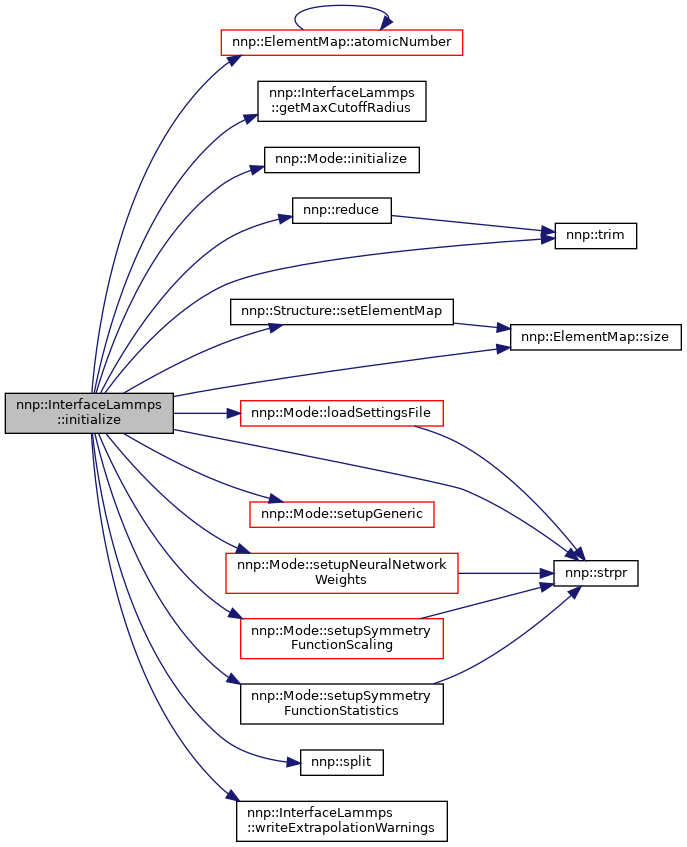 nnp::ElementMap::atomicNumber
nnp::InterfaceLammps
::getMaxCutoffRadius
nnp::Mode::initialize
nnp::reduce
nnp::trim
nnp::Structure::setElementMap
nnp::ElementMap::size
nnp::InterfaceLammps
::initialize
nnp::Mode::loadSettingsFile
nnp::Mode::setupGeneric
nnp::Mode::setupNeuralNetwork
Weights
nnp::strpr
nnp::Mode::setupSymmetry
FunctionScaling
nnp::Mode::setupSymmetry
FunctionStatistics
nnp::split
nnp::InterfaceLammps
::writeExtrapolationWarnings